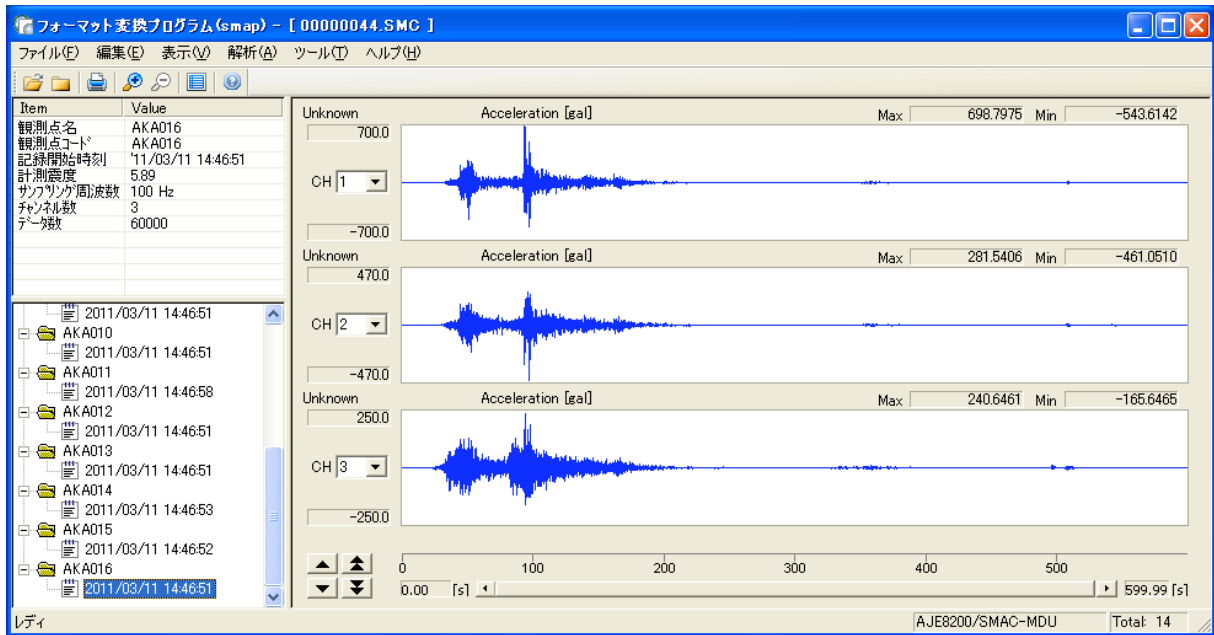 フォーマット変換プログラム(smap) - [ 00000044.SMC ]
ファイル(F) 編集(E) 表示(V) 解析(A) ツール(T) ヘルプ(H)
Item Value
観測点名 AKA016
観測点コード AKA016
記録開始時刻 '11/03/11 14:46:51
計測震度 5.89
サンプリング周波数 100 Hz
チャンネル数 3
データ数 60000
2011/03/11 14:46:51
AKA010
2011/03/11 14:46:51
AKA011
2011/03/11 14:46:58
AKA012
2011/03/11 14:46:51
AKA013
2011/03/11 14:46:51
AKA014
2011/03/11 14:46:53
AKA015
2011/03/11 14:46:52
AKA016
2011/03/11 14:46:51
Unknown Acceleration [gal] Max 698.7975 Min -543.6142
700.0
CH 1
-700.0
Unknown Acceleration [gal] Max 281.5406 Min -461.0510
470.0
CH 2
-470.0
Unknown Acceleration [gal] Max 240.6461 Min -165.6465
250.0
CH 3
-250.0
0 100 200 300 400 500
0.00 [s] 599.99 [s]
レディ AJE8200/SMAC-MDU Total: 14